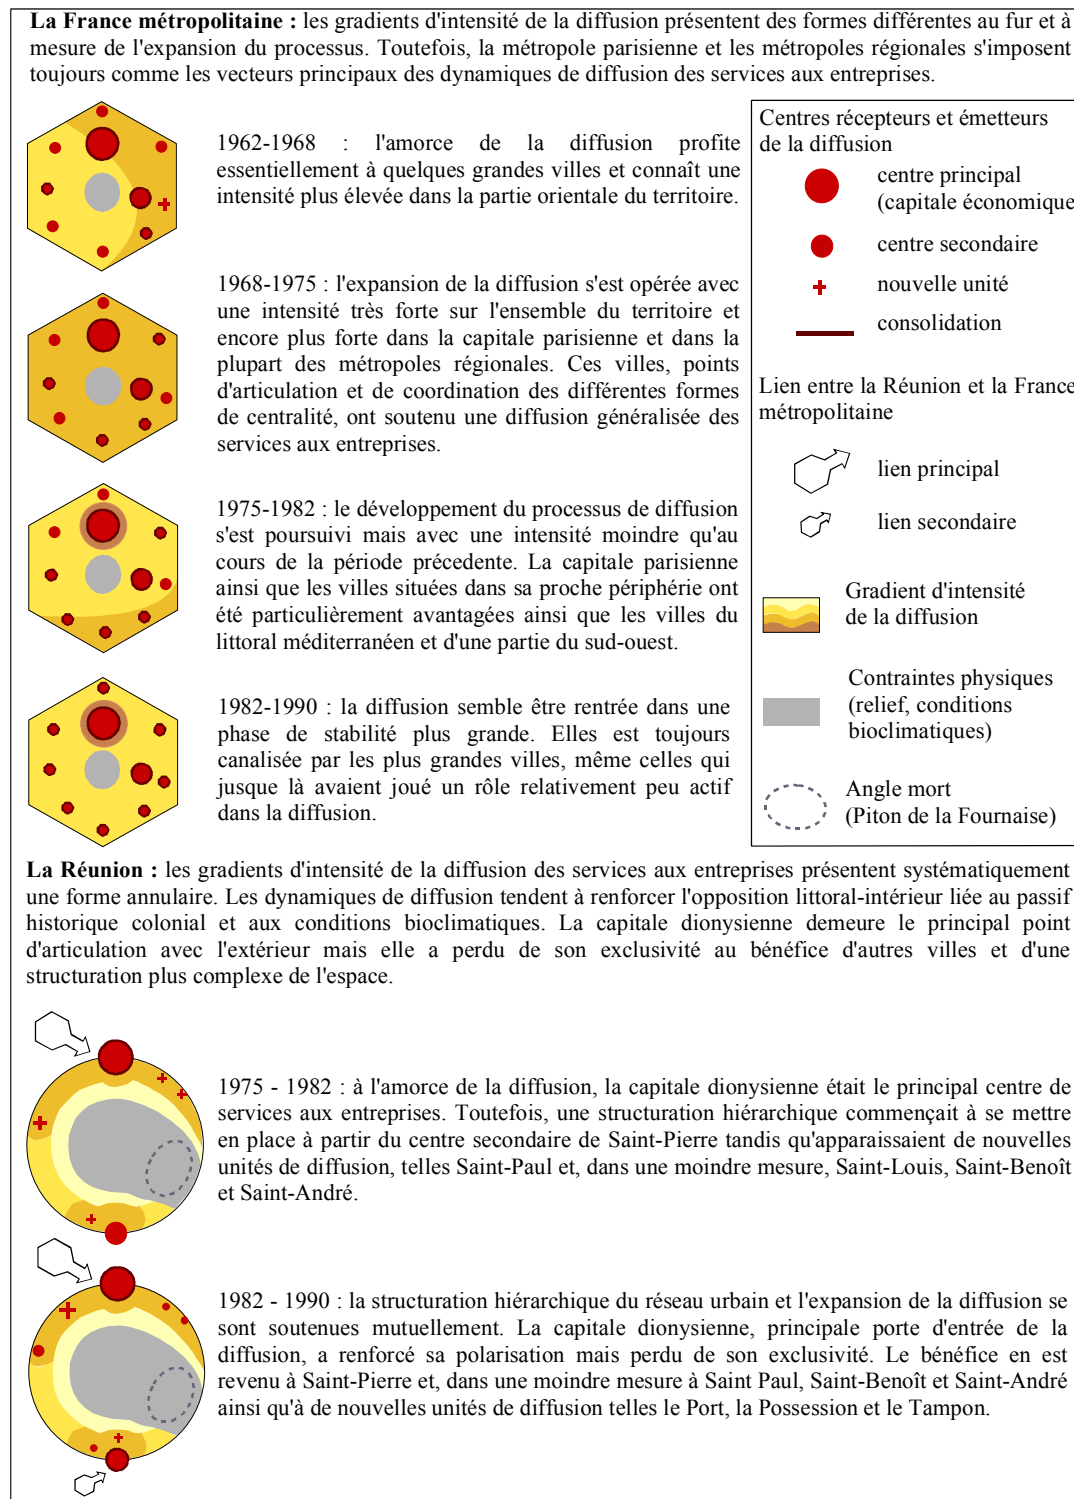 La France métropolitaine : les gradients d'intensité de la diffusion présentent des formes différentes au fur et à
mesure de l'expansion du processus. Toutefois, la métropole parisienne et les métropoles régionales s'imposent
toujours comme les vecteurs principaux des dynamiques de diffusion des services aux entreprises.
1962-1968 : l'amorce de la diffusion profite
essentiellement à quelques grandes villes et connaît une
intensité plus élevée dans la partie orientale du territoire.
1968-1975 : l'expansion de la diffusion s'est opérée avec
une intensité très forte sur l'ensemble du territoire et
encore plus forte dans la capitale parisienne et dans la
plupart des métropoles régionales. Ces villes, points
d'articulation et de coordination des différentes formes
de centralité, ont soutenu une diffusion généralisée des
services aux entreprises.
1975-1982 : le développement du processus de diffusion
s'est poursuivi mais avec une intensité moindre qu'au
cours de la période précedente. La capitale parisienne
ainsi que les villes situées dans sa proche périphérie ont
été particulièrement avantagées ainsi que les villes du
littoral méditerranéen et d'une partie du sud-ouest.
1982-1990 : la diffusion semble être rentrée dans une
phase de stabilité plus grande. Elles est toujours
canalisée par les plus grandes villes, même celles qui
jusque là avaient joué un rôle relativement peu actif
dans la diffusion.
Centres récepteurs et émetteurs
de la diffusion
centre principal
(capitale économique
centre secondaire
nouvelle unité
consolidation
Lien entre la Réunion et la France
métropolitaine
lien principal
lien secondaire
Gradient d'intensité
de la diffusion
Contraintes physiques
(relief, conditions
bioclimatiques)
Angle mort
(Piton de la Fournaise)
La Réunion : les gradients d'intensité de la diffusion des services aux entreprises présentent systématiquement
une forme annulaire. Les dynamiques de diffusion tendent à renforcer l'opposition littoral-intérieur liée au passif
historique colonial et aux conditions bioclimatiques. La capitale dionysienne demeure le principal point
d'articulation avec l'extérieur mais elle a perdu de son exclusivité au bénéfice d'autres villes et d'une
structuration plus complexe de l'espace.
1975 - 1982 : à l'amorce de la diffusion, la capitale dionysienne était le principal centre de
services aux entreprises. Toutefois, une structuration hiérarchique commençait à se mettre
en place à partir du centre secondaire de Saint-Pierre tandis qu'apparaissaient de nouvelles
unités de diffusion, telles Saint-Paul et, dans une moindre mesure, Saint-Louis, Saint-Benoît
et Saint-André.
1982 - 1990 : la structuration hiérarchique du réseau urbain et l'expansion de la diffusion se
sont soutenues mutuellement. La capitale dionysienne, principale porte d'entrée de la
diffusion, a renforcé sa polarisation mais perdu de son exclusivité. Le bénéfice en est
revenu à Saint-Pierre et, dans une moindre mesure à Saint Paul, Saint-Benoît et Saint-André
ainsi qu'à de nouvelles unités de diffusion telles le Port, la Possession et le Tampon.